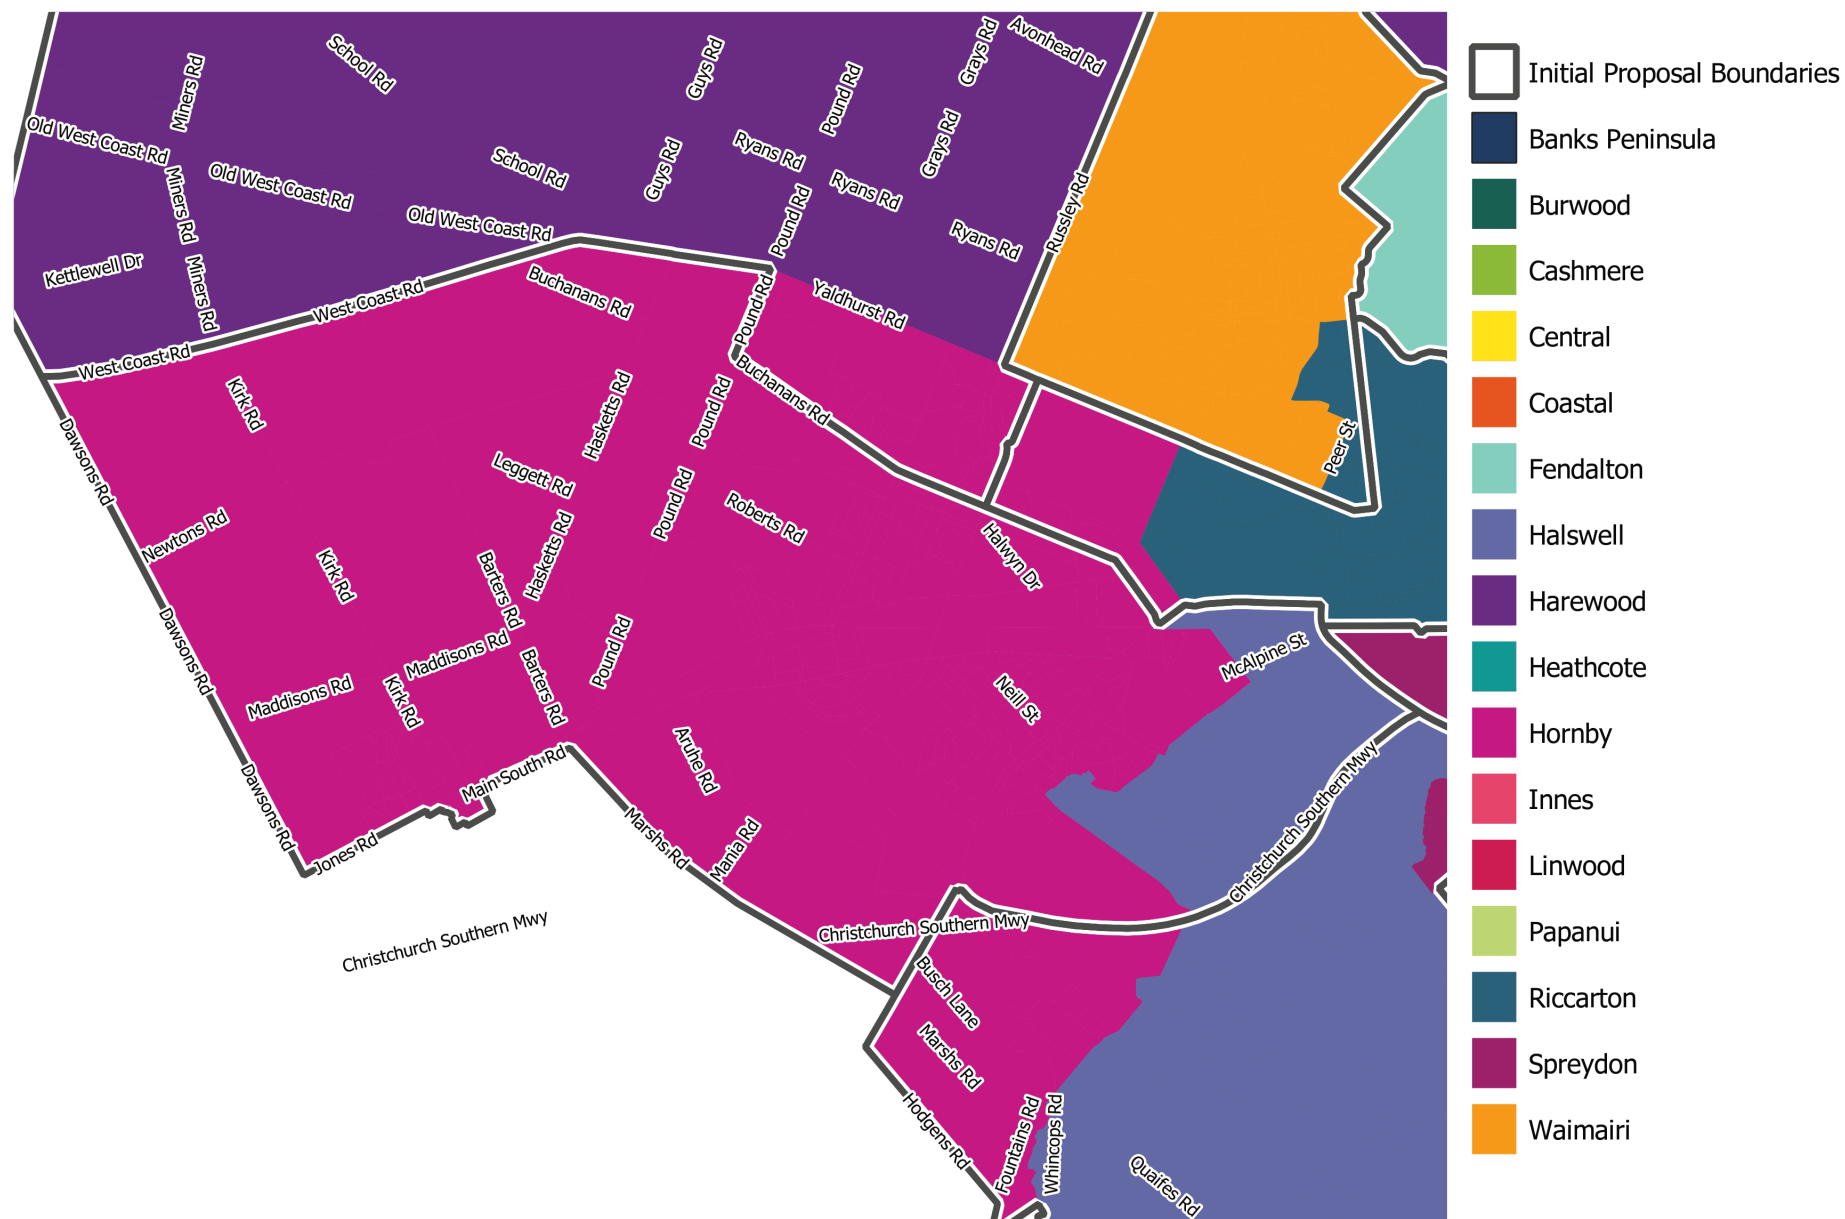 School Rd
Guys Rd
Grays Rd
Avonhead Rd
Miners Rd
Pound Rd
Old West Coast Rd
Ryans Rd
Grays Rd
School Rd
Guys Rd
Miners Rd
Old West Coast Rd
Ryans Rd
Russley Rd
Old West Coast Rd
Pound Rd
Ryans Rd
Kettlewell Dr
Miners Rd
Buchanans Rd
Yaldhurst Rd
West Coast Rd
Pound Rd
West Coast Rd
Kirk Rd
Hasketts Rd
Pound Rd
Buchanans Rd
Dawsons Rd
Leggett Rd
Peer St
Newtons Rd
Pound Rd
Roberts Rd
Halwyn Dr
Kirk Rd
Barters Rd
Hasketts Rd
Dawsons Rd
Maddisons Rd
Pound Rd
McAlpine St
Maddisons Rd
Kirk Rd
Barters Rd
Neill St
Main South Rd
Aruhe Rd
Dawsons Rd
Jones Rd
Marshs Rd
Mania Rd
Christchurch Southern Mwy
Christchurch Southern Mwy
Christchurch Southern Mwy
Busch Lane
Marshs Rd
Hodgens Rd
Fountains Rd
Whincops Rd
Quaifes Rd
Initial Proposal Boundaries
Banks Peninsula
Burwood
Cashmere
Central
Coastal
Fendalton
Halswell
Harewood
Heathcote
Hornby
Innes
Linwood
Papanui
Riccarton
Spreydon
Waimairi